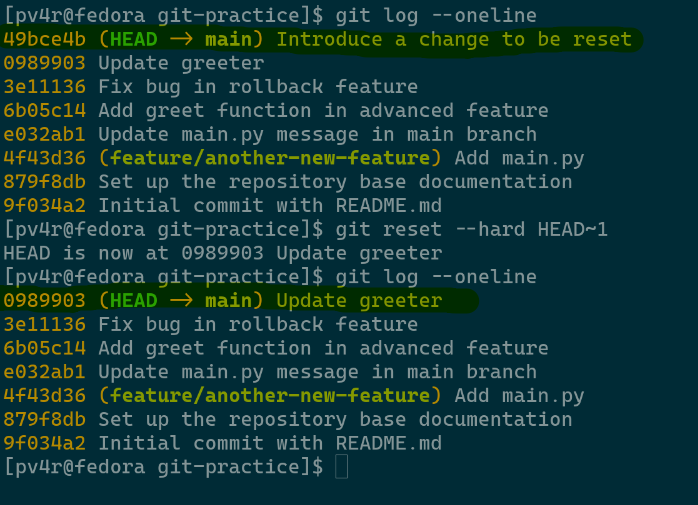 [pv4r@fedora git-practice]$ git log --oneline
49bce4b (HEAD -> main) Introduce a change to be reset
0989903 Update greeter
3e11136 Fix bug in rollback feature
6b05c14 Add greet function in advanced feature
e032ab1 Update main.py message in main branch
4f43d36 (feature/another-new-feature) Add main.py
879f8db Set up the repository base documentation
9f034a2 Initial commit with README.md
[pv4r@fedora git-practice]$ git reset --hard HEAD~1
HEAD is now at 0989903 Update greeter
[pv4r@fedora git-practice]$ git log --oneline
0989903 (HEAD -> main) Update greeter
3e11136 Fix bug in rollback feature
6b05c14 Add greet function in advanced feature
e032ab1 Update main.py message in main branch
4f43d36 (feature/another-new-feature) Add main.py
879f8db Set up the repository base documentation
9f034a2 Initial commit with README.md
[pv4r@fedora git-practice]$